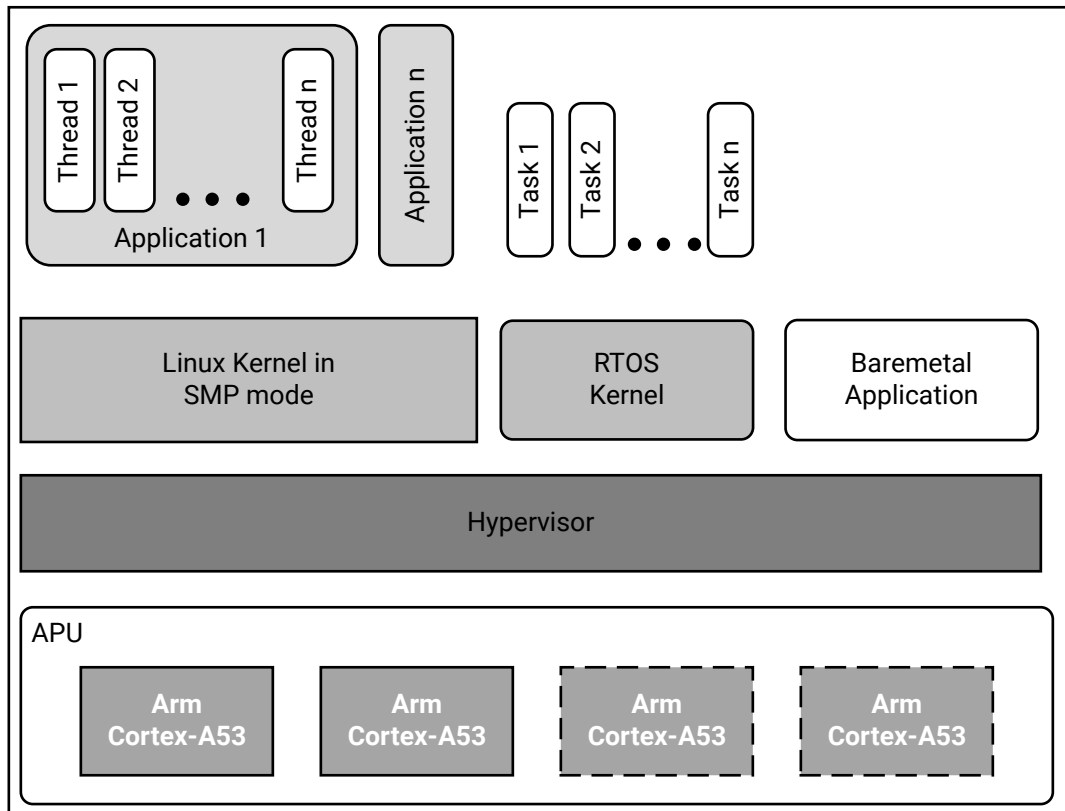 Thread 1
Thread 2
Thread n
Application 1
Application n
Task 1
Task 2
Task n
Linux Kernel in
SMP mode
RTOS
Kernel
Baremetal
Application
Hypervisor
APU
Arm
Cortex-A53
Arm
Cortex-A53
Arm
Cortex-A53
Arm
Cortex-A53